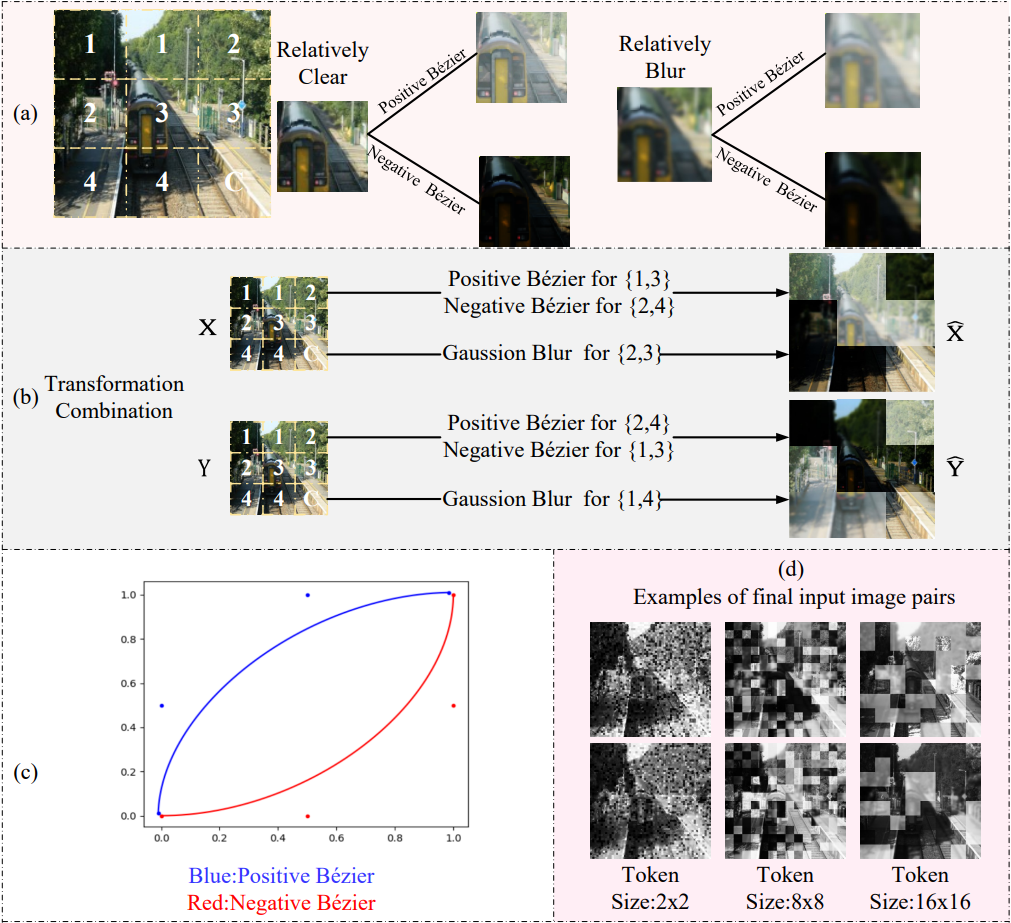 (a)
1 1 2
2 3 3
4 4 C
Relatively
Clear
Positive Bézier
Negative Bézier
Relatively
Blur
Positive Bézier
Negative Bézier
(b)
Transformation
Combination
X
1 1 2
2 3 3
4 4 C
Positive Bézier for {1,3}
Negative Bézier for {2,4}
Gaussion Blur for {2,3}
X̂
Y
1 1 2
2 3 3
4 4 C
Positive Bézier for {2,4}
Negative Bézier for {1,3}
Gaussion Blur for {1,4}
Ŷ
(c)
1.0
0.8
0.6
0.4
0.2
0.0
0.0 0.2 0.4 0.6 0.8 1.0
Blue:Positive Bézier
Red:Negative Bézier
(d)
Examples of final input image pairs
Token
Size:2x2
Token
Size:8x8
Token
Size:16x16